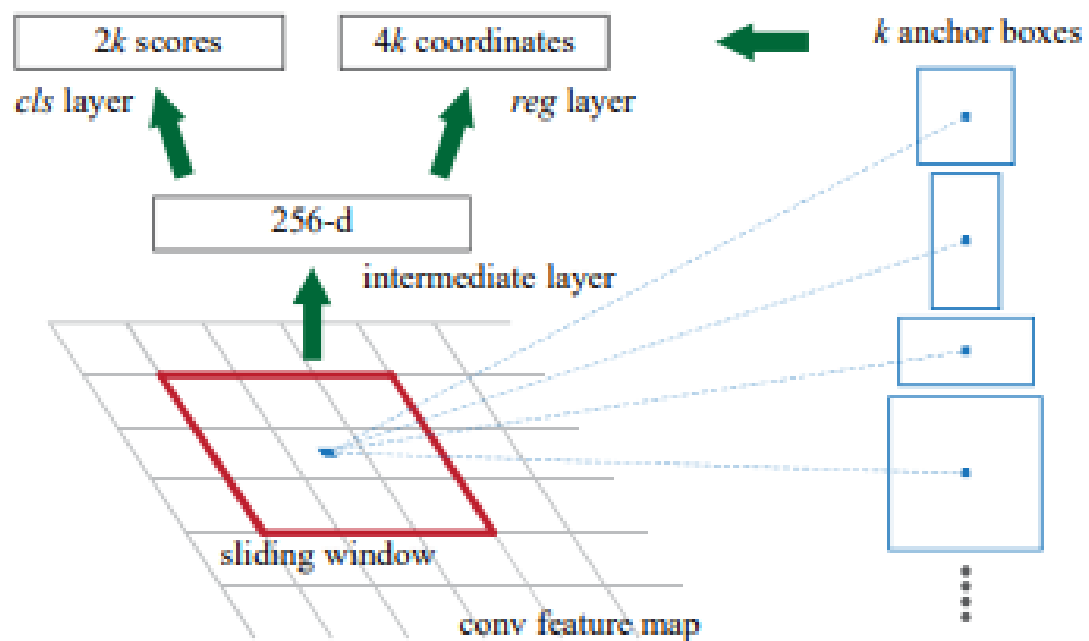 2k scores
4k coordinates
k anchor boxes
cls layer
reg layer
256-d
intermediate layer
sliding window
conv feature map